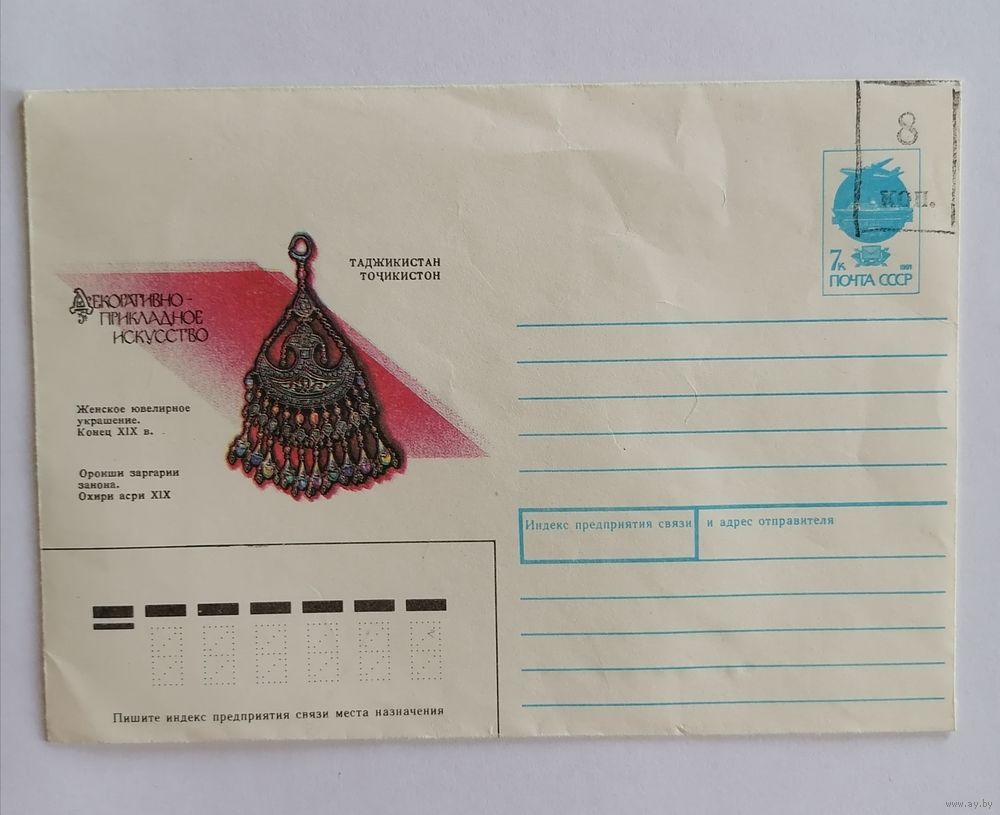 8
коп.
7к
1991
ПОЧТА СССР
ТАДЖИКИСТАН
ТОҶИКИСТОН
ДЕКОРАТИВНО-
ПРИКЛАДНОЕ
ИСКУССТВО
Женское ювелирное
украшение.
Конец XIX в.
Ороиши заргарии
занона.
Охири асри XIX
Индекс предприятия связи и адрес отправителя
Пишите индекс предприятия связи места назначения
www.ay.by